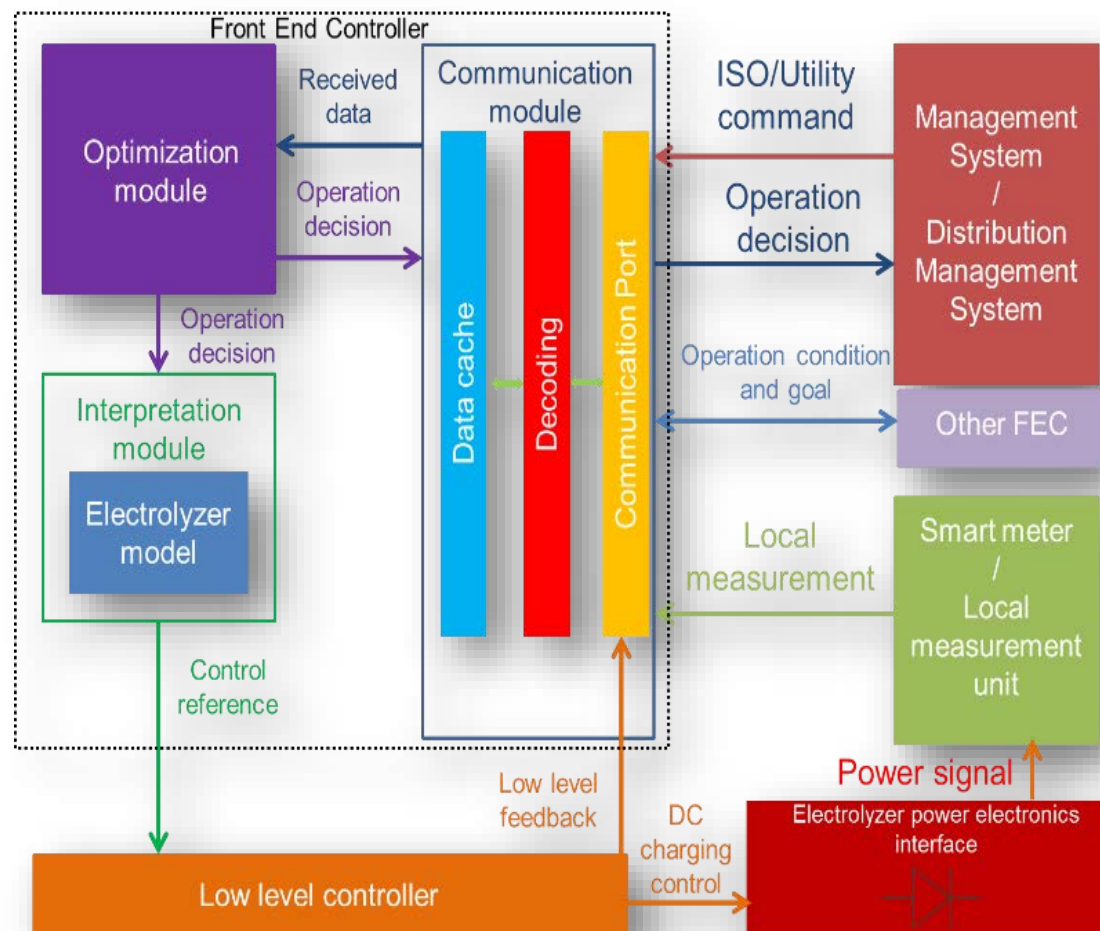 Front End Controller
Optimization
module
Received
data
Operation
decision
Communication
module
Data cache
Decoding
Communication Port
ISO/Utility
command
Operation
decision
Management
System
/
Distribution
Management
System
Operation
decision
Operation condition
and goal
Other FEC
Interpretation
module
Electrolyzer
model
Local
measurement
Smart meter
/
Local
measurement
unit
Control
reference
Low level
feedback
Power signal
DC
charging
control
Electrolyzer power electronics
interface
Low level controller